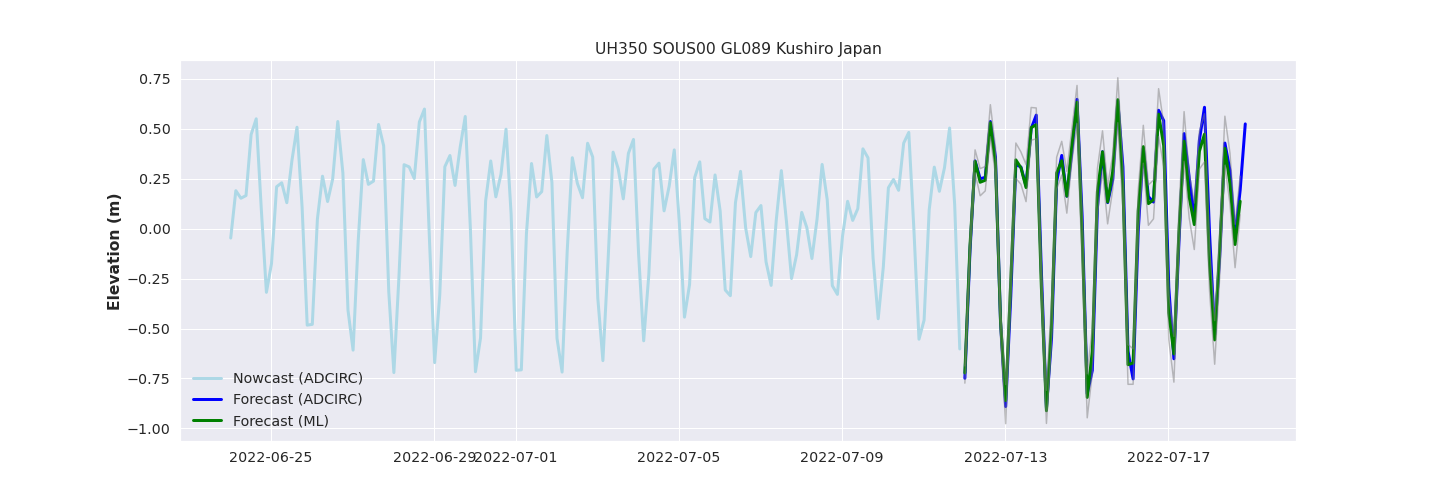 UH350 SOUS00 GL089 Kushiro Japan
Elevation (m)
0.75
0.50
0.25
0.00
−0.25
−0.50
−0.75
−1.00
Nowcast (ADCIRC)
Forecast (ADCIRC)
Forecast (ML)
2022-06-25 2022-06-29 2022-07-01 2022-07-05 2022-07-09 2022-07-13 2022-07-17